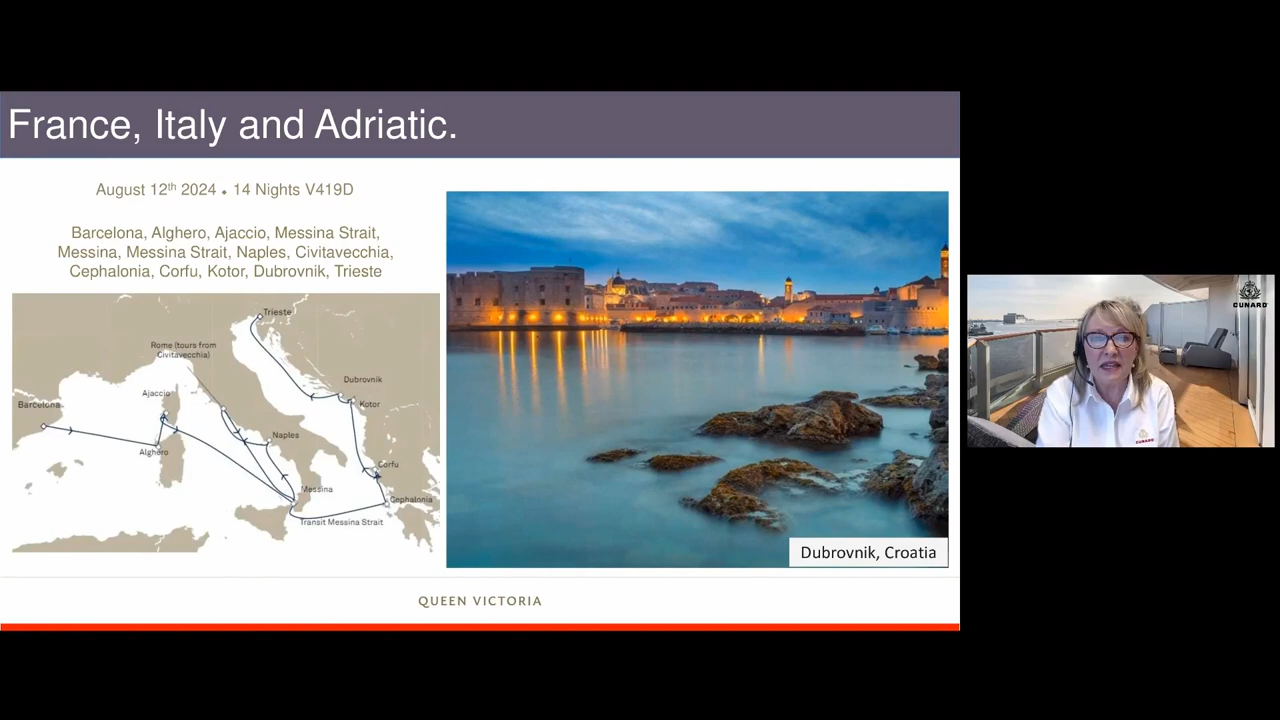 France, Italy and Adriatic.
August 12th 2024 • 14 Nights V419D
Barcelona, Alghero, Ajaccio, Messina Strait,
Messina, Messina Strait, Naples, Civitavecchia,
Cephalonia, Corfu, Kotor, Dubrovnik, Trieste
Trieste
Rome (tours from
Civitavecchia)
Dubrovnik
Ajaccio
Kotor
Barcelona
Naples
Alghero
Corfu
Messina
Cephalonia
Transit Messina Strait
Dubrovnik, Croatia
QUEEN VICTORIA
CUNARD
CUNARD